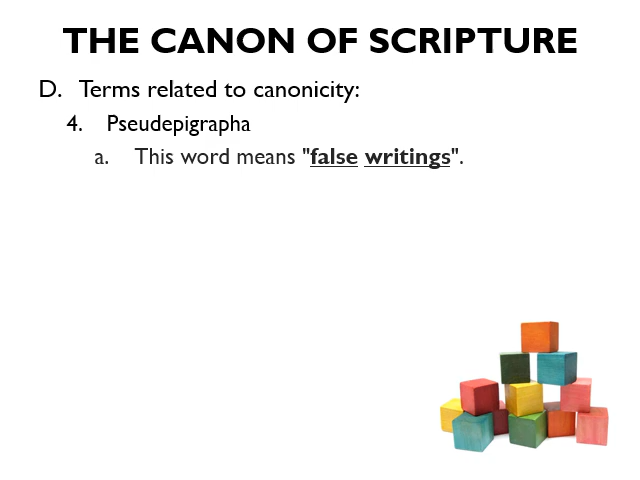 THE CANON OF SCRIPTURE
D. Terms related to canonicity:
4. Pseudepigrapha
a. This word means "false writings".